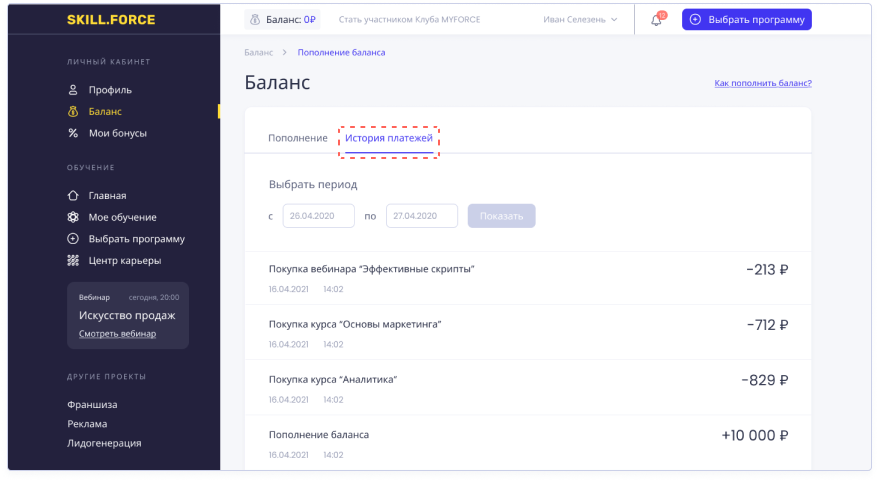 SKILL.FORCE
Баланс: 0₽
Стать участником Клуба MYFORCE
Иван Селезень
12
Выбрать программу
ЛИЧНЫЙ КАБИНЕТ
Профиль
Баланс
Мои бонусы
ОБУЧЕНИЕ
Главная
Мое обучение
Выбрать программу
Центр карьеры
Вебинар сегодня, 20:00
Искусство продаж
Смотреть вебинар
ДРУГИЕ ПРОЕКТЫ
Франшиза
Реклама
Лидогенерация
Баланс > Пополнение баланса
Баланс
Как пополнить баланс?
Пополнение История платежей
Выбрать период
с 26.04.2020 по 27.04.2020 Показать
Покупка вебинара “Эффективные скрипты” -213 ₽
16.04.2021 14:02
Покупка курса “Основы маркетинга” -712 ₽
16.04.2021 14:02
Покупка курса “Аналитика” -829 ₽
16.04.2021 14:02
Пополнение баланса +10 000 ₽
16.04.2021 14:02